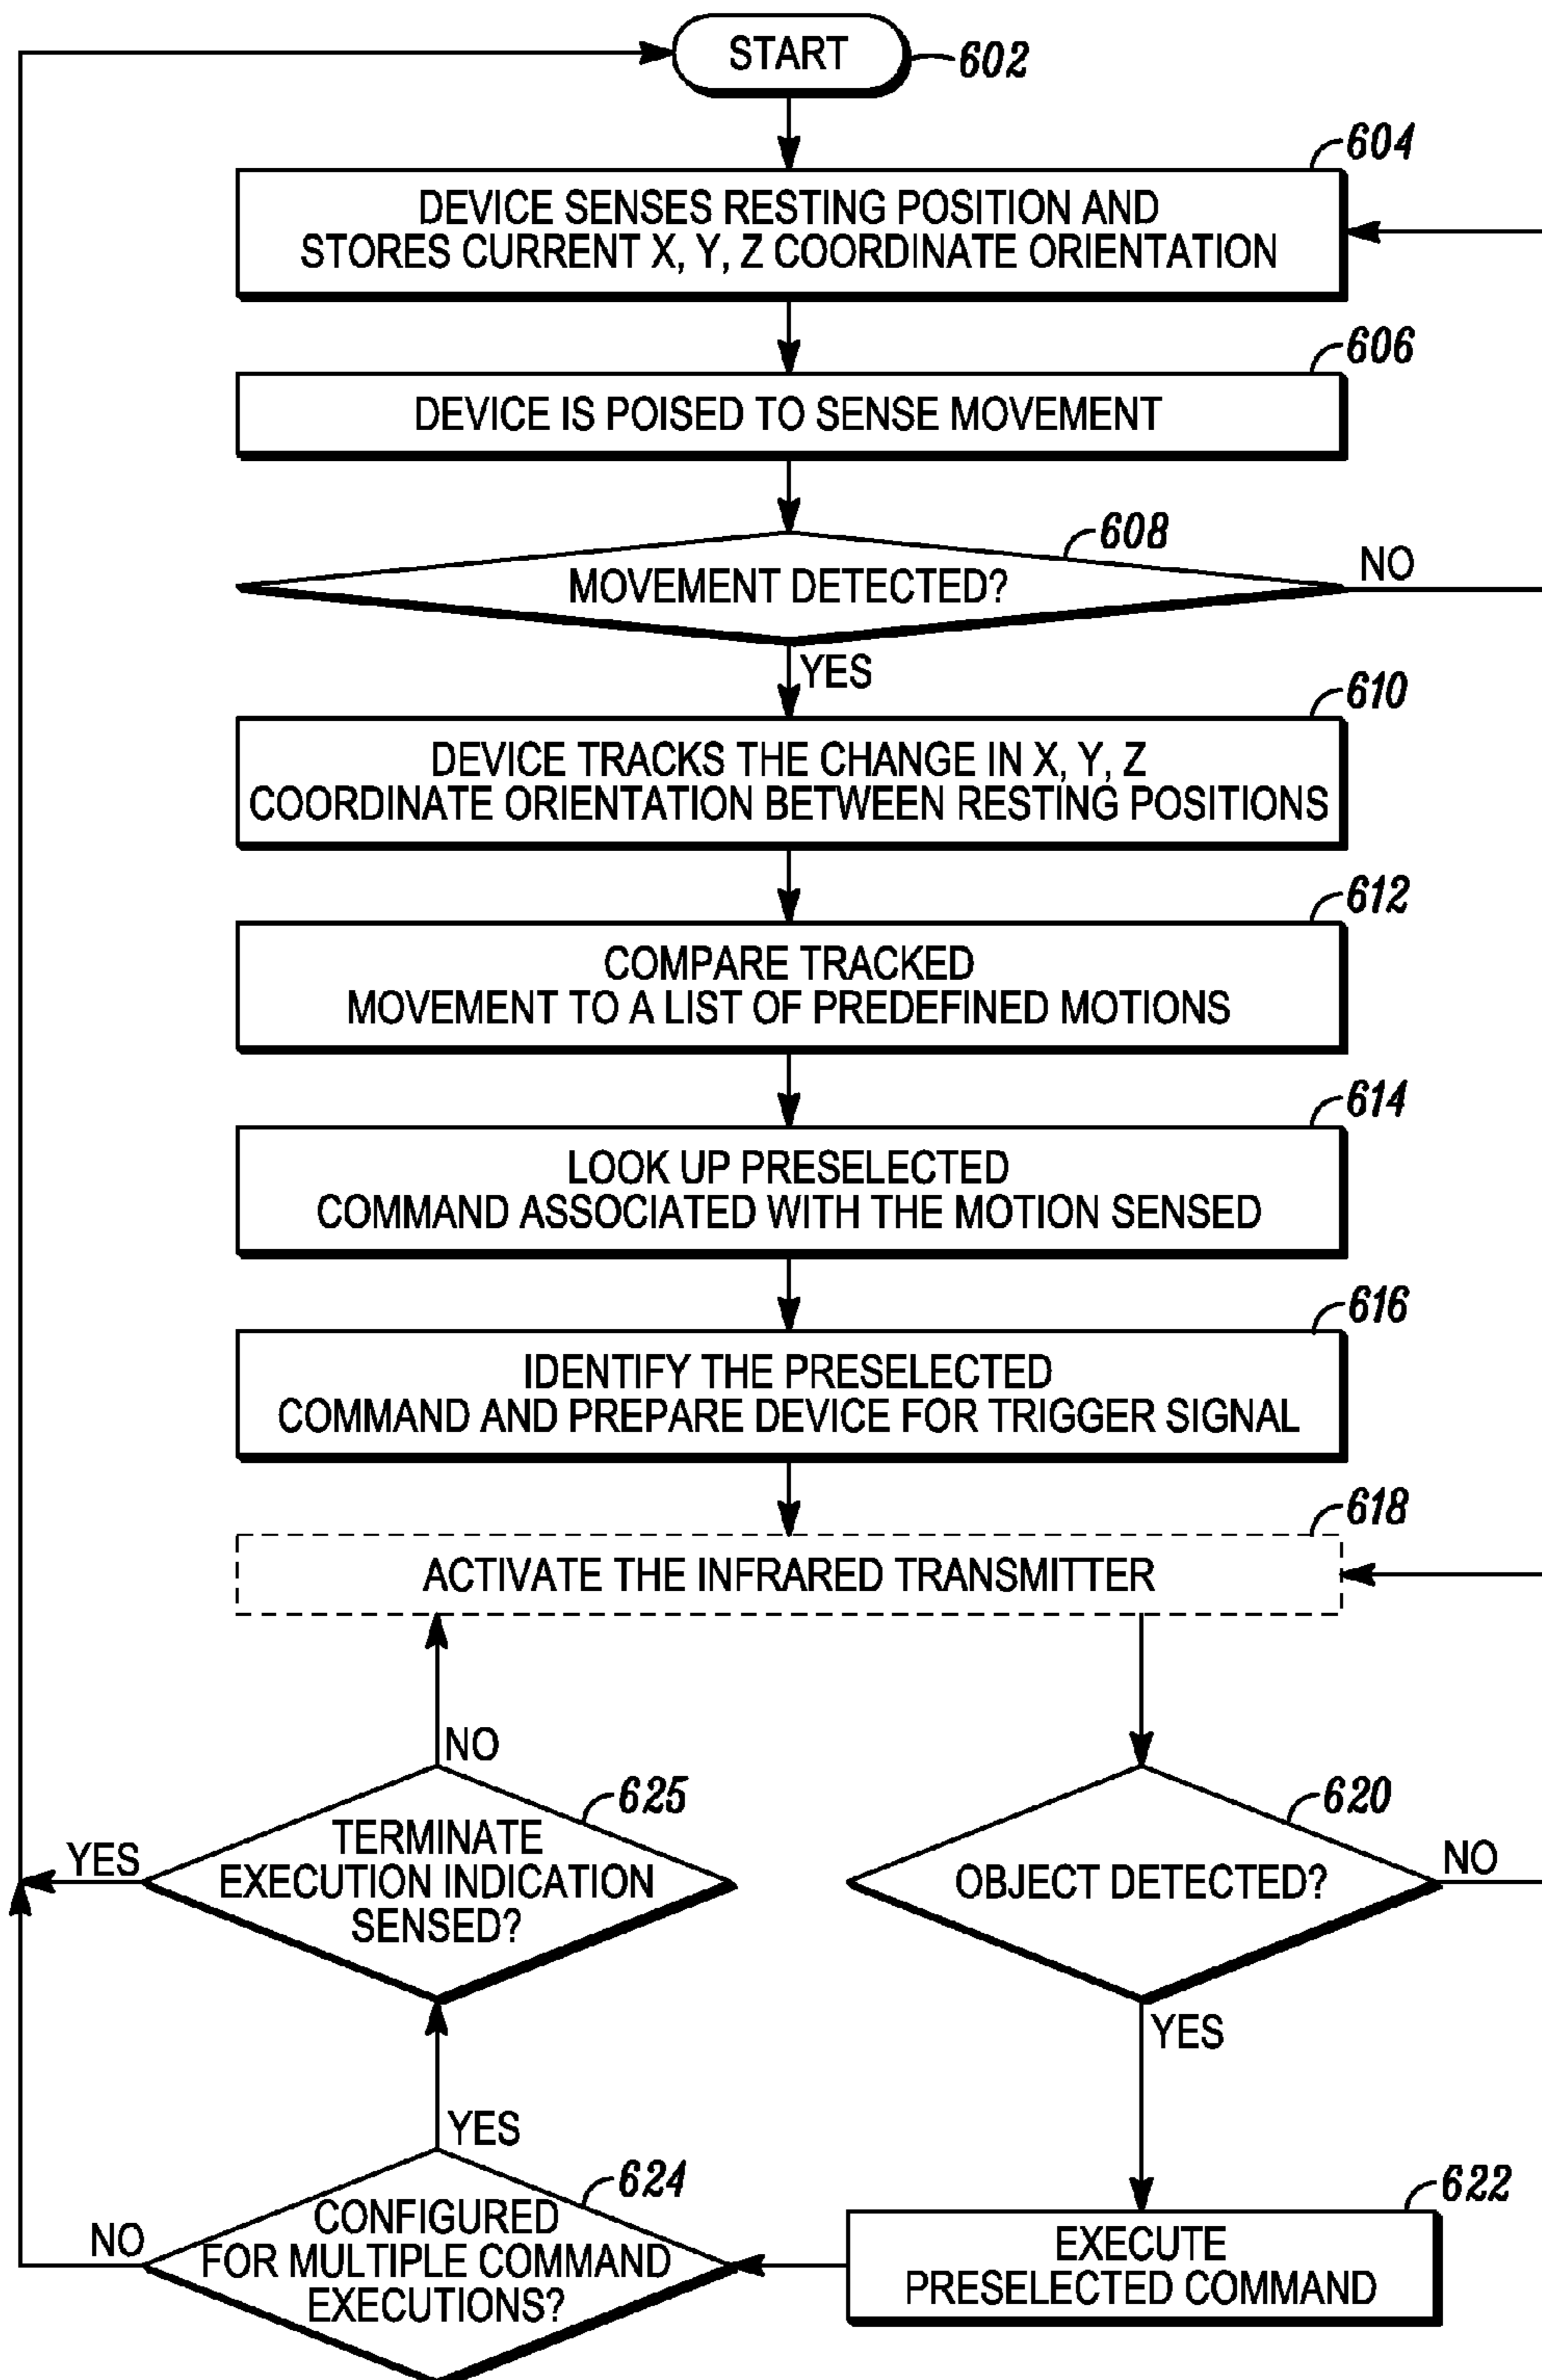 START
602
604
DEVICE SENSES RESTING POSITION AND
STORES CURRENT X, Y, Z COORDINATE ORIENTATION
606
DEVICE IS POISED TO SENSE MOVEMENT
608
MOVEMENT DETECTED?
NO
YES
610
DEVICE TRACKS THE CHANGE IN X, Y, Z
COORDINATE ORIENTATION BETWEEN RESTING POSITIONS
612
COMPARE TRACKED
MOVEMENT TO A LIST OF PREDEFINED MOTIONS
614
LOOK UP PRESELECTED
COMMAND ASSOCIATED WITH THE MOTION SENSED
616
IDENTIFY THE PRESELECTED
COMMAND AND PREPARE DEVICE FOR TRIGGER SIGNAL
618
ACTIVATE THE INFRARED TRANSMITTER
NO
625
TERMINATE
EXECUTION INDICATION
SENSED?
YES
620
OBJECT DETECTED?
NO
YES
YES
624
CONFIGURED
FOR MULTIPLE COMMAND
EXECUTIONS?
NO
622
EXECUTE
PRESELECTED COMMAND